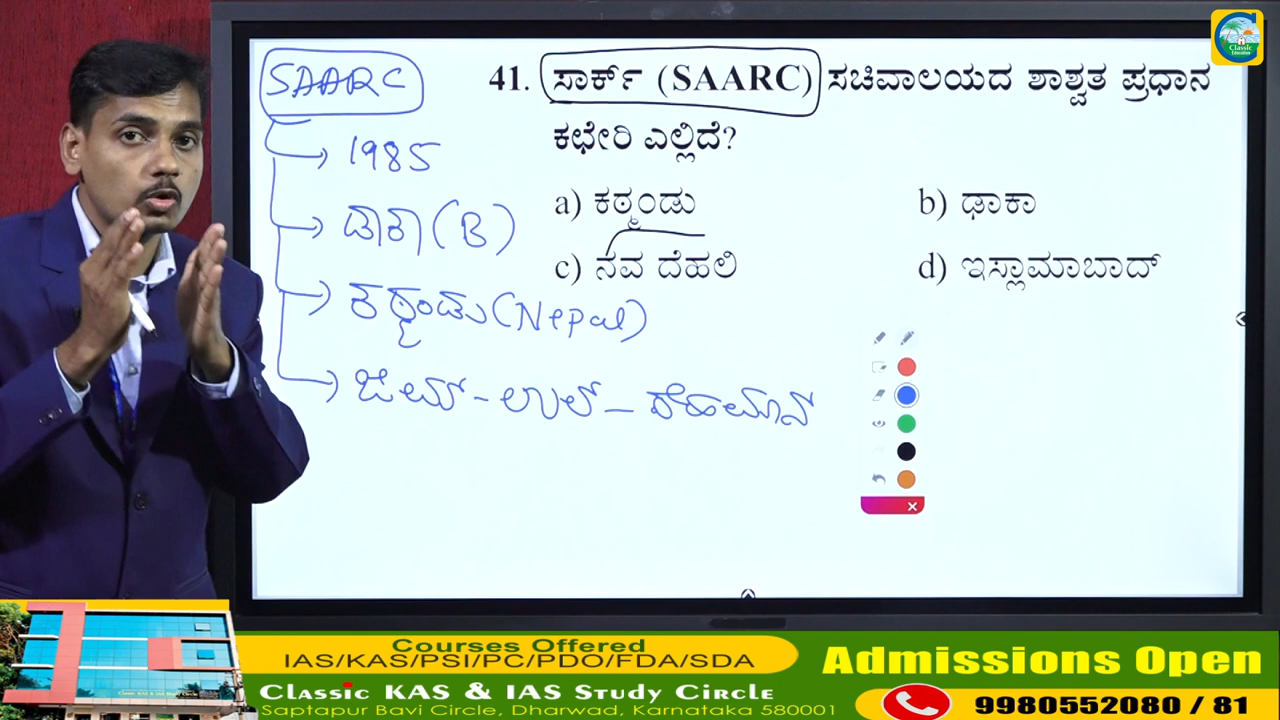 SAARC
1985
ಡಾಕಾ (B)
ಕಠ್ಮಂಡು (Nepal)
ಜಿಯಾ - ಉಲ್ - ರೆಹಮಾನ್
41. ಸಾರ್ಕ್ (SAARC) ಸಚಿವಾಲಯದ ಶಾಶ್ವತ ಪ್ರಧಾನ
ಕಛೇರಿ ಎಲ್ಲಿದೆ?
a) ಕಠ್ಮಂಡು b) ಢಾಕಾ
c) ನವ ದೆಹಲಿ d) ಇಸ್ಲಾಮಾಬಾದ್
Classic
Education
Courses Offered
IAS/KAS/PSI/PC/PDO/FDA/SDA
Classic KAS & IAS Study Circle
Saptapur Bavi Circle, Dharwad, Karnataka 580001
Admissions Open
9980552080 / 81